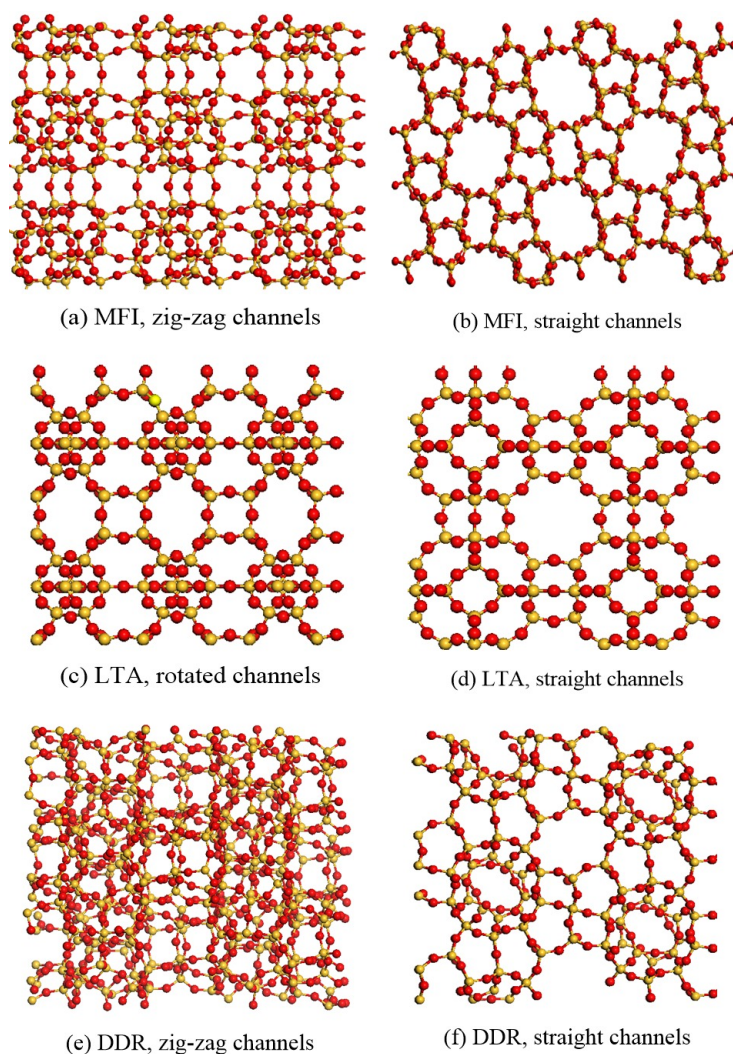 (a) MFI, zig-zag channels
(b) MFI, straight channels
(c) LTA, rotated channels
(d) LTA, straight channels
(e) DDR, zig-zag channels
(f) DDR, straight channels